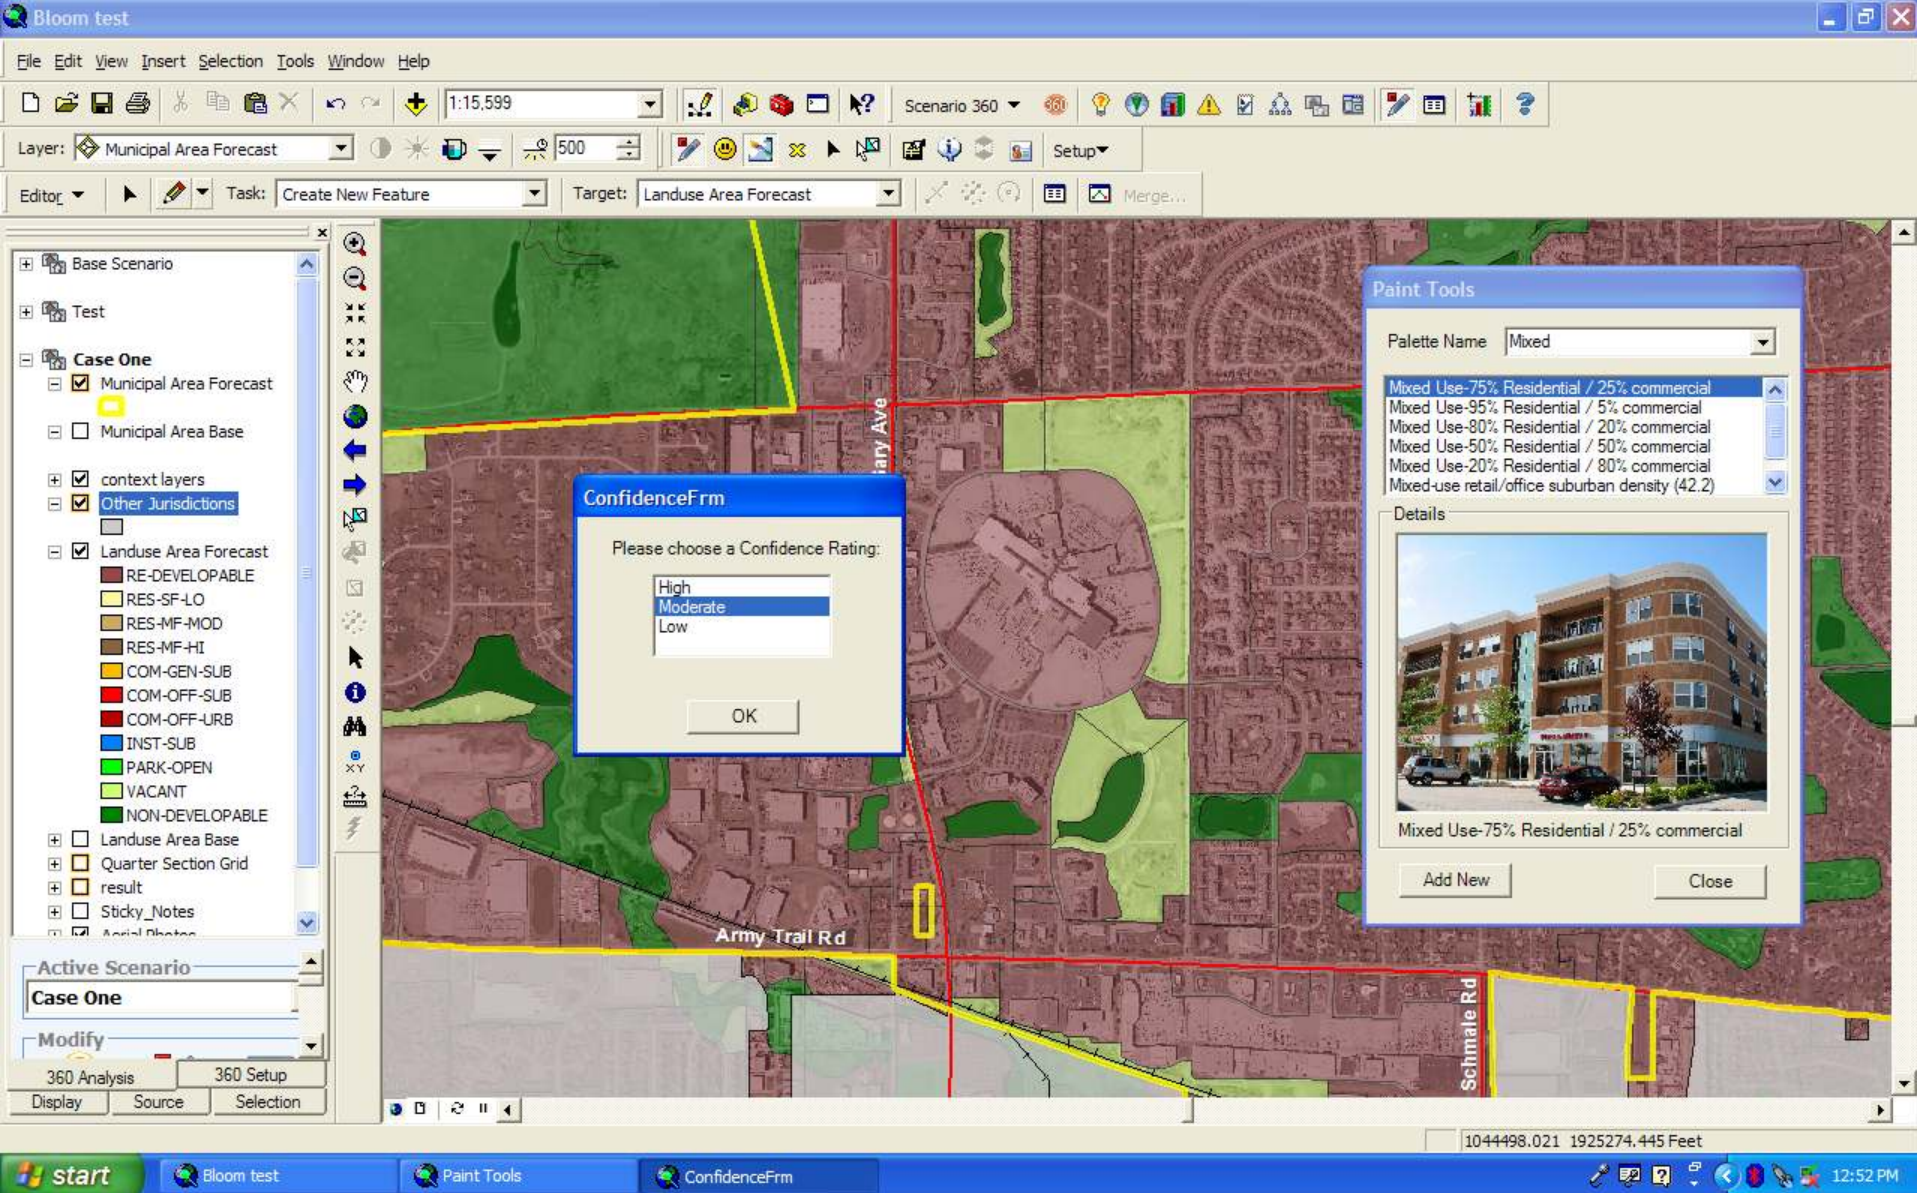 Bloom test
File Edit View Insert Selection Tools Window Help
1:15,599
Scenario 360
360
Layer: Municipal Area Forecast
500
Setup
Editor
Task: Create New Feature
Target: Landuse Area Forecast
Merge...
Base Scenario
Test
Case One
Municipal Area Forecast
Municipal Area Base
context layers
Other Jurisdictions
Landuse Area Forecast
RE-DEVELOPABLE
RES-SF-LO
RES-MF-MOD
RES-MF-HI
COM-GEN-SUB
COM-OFF-SUB
COM-OFF-URB
INST-SUB
PARK-OPEN
VACANT
NON-DEVELOPABLE
Landuse Area Base
Quarter Section Grid
result
Sticky_Notes
Aerial Photos
Active Scenario
Case One
Modify
360 Analysis
360 Setup
Display
Source
Selection
XY
Gary Ave
Army Trail Rd
Schmale Rd
ConfidenceFrm
Please choose a Confidence Rating:
High
Moderate
Low
OK
Paint Tools
Palette Name Mixed
Mixed Use-75% Residential / 25% commercial
Mixed Use-95% Residential / 5% commercial
Mixed Use-80% Residential / 20% commercial
Mixed Use-50% Residential / 50% commercial
Mixed Use-20% Residential / 80% commercial
Mixed-use retail/office suburban density (42.2)
Details
Mixed Use-75% Residential / 25% commercial
Add New
Close
1044498.021 1925274.445 Feet
start
Bloom test
Paint Tools
ConfidenceFrm
12:52 PM